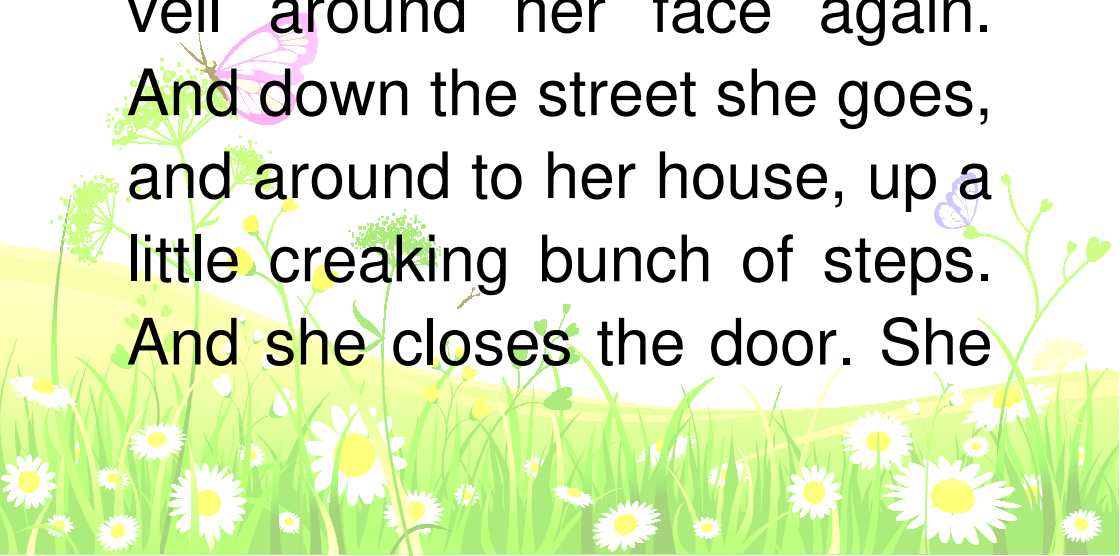 veil around her face again.
And down the street she goes,
and around to her house, up a
little creaking bunch of steps.
And she closes the door. She